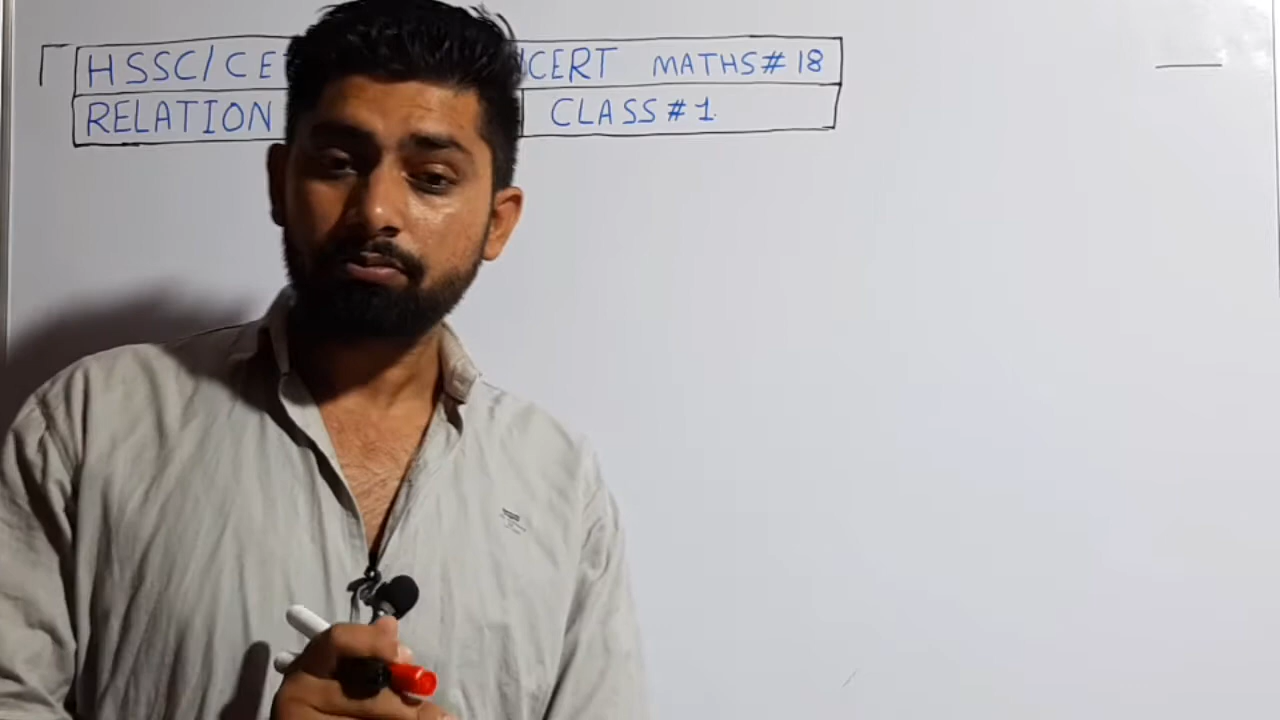 HSSC/CE CERT MATHS # 18
RELATION CLASS # 1